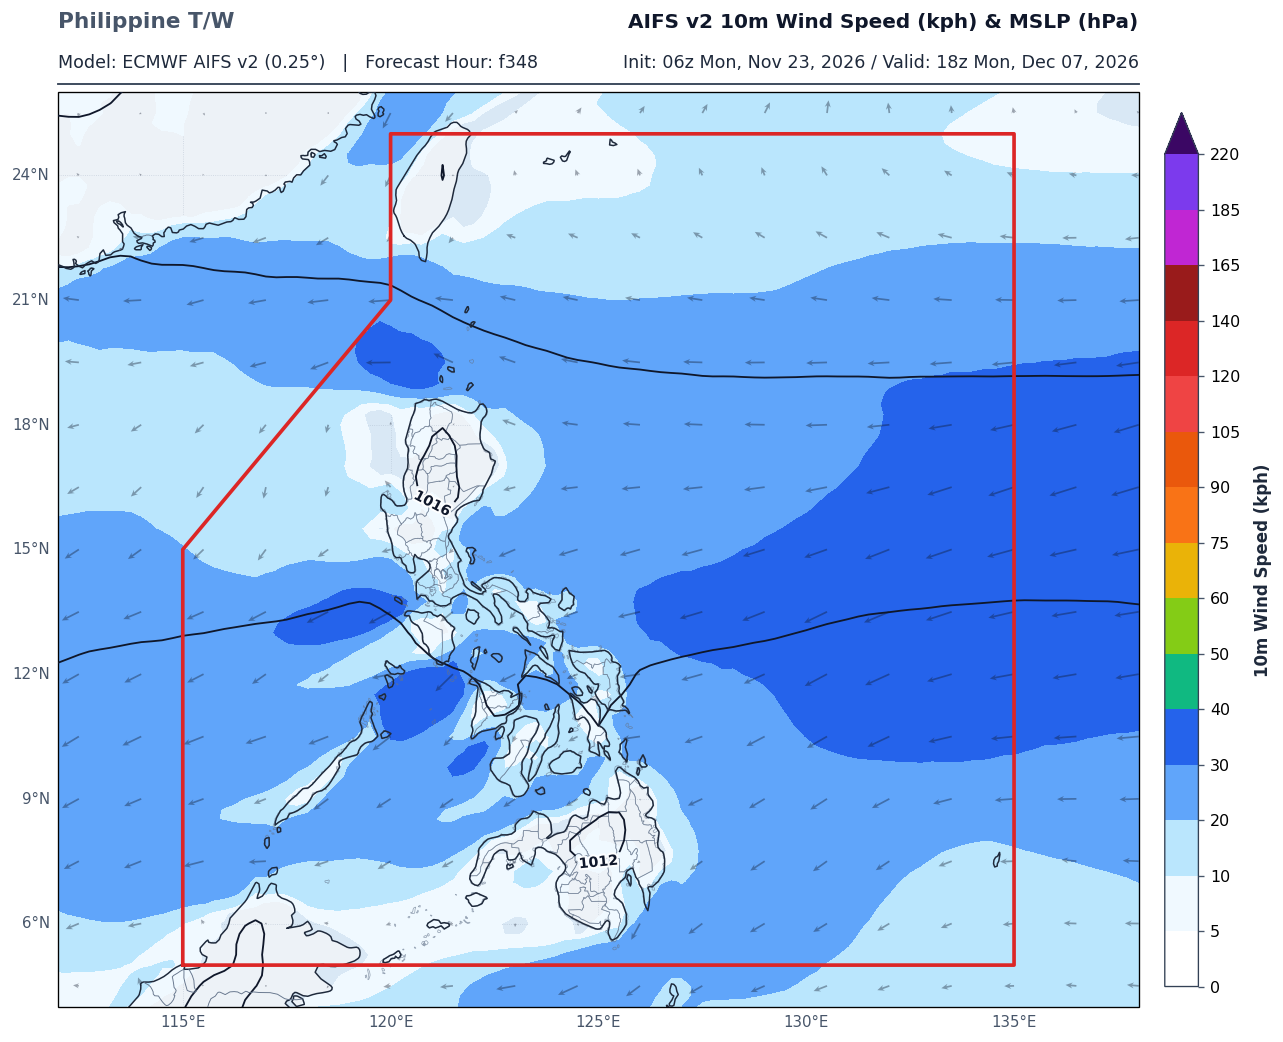 Philippine T/W
AIFS v2 10m Wind Speed (kph) & MSLP (hPa)
Model: ECMWF AIFS v2 (0.25°) | Forecast Hour: f348
Init: 06z Mon, Nov 23, 2026 / Valid: 18z Mon, Dec 07, 2026
24°N
21°N
18°N
15°N
12°N
9°N
6°N
1016
1012
115°E
120°E
125°E
130°E
135°E
220
185
165
140
120
105
90
75
60
50
40
30
20
10
5
0
10m Wind Speed (kph)